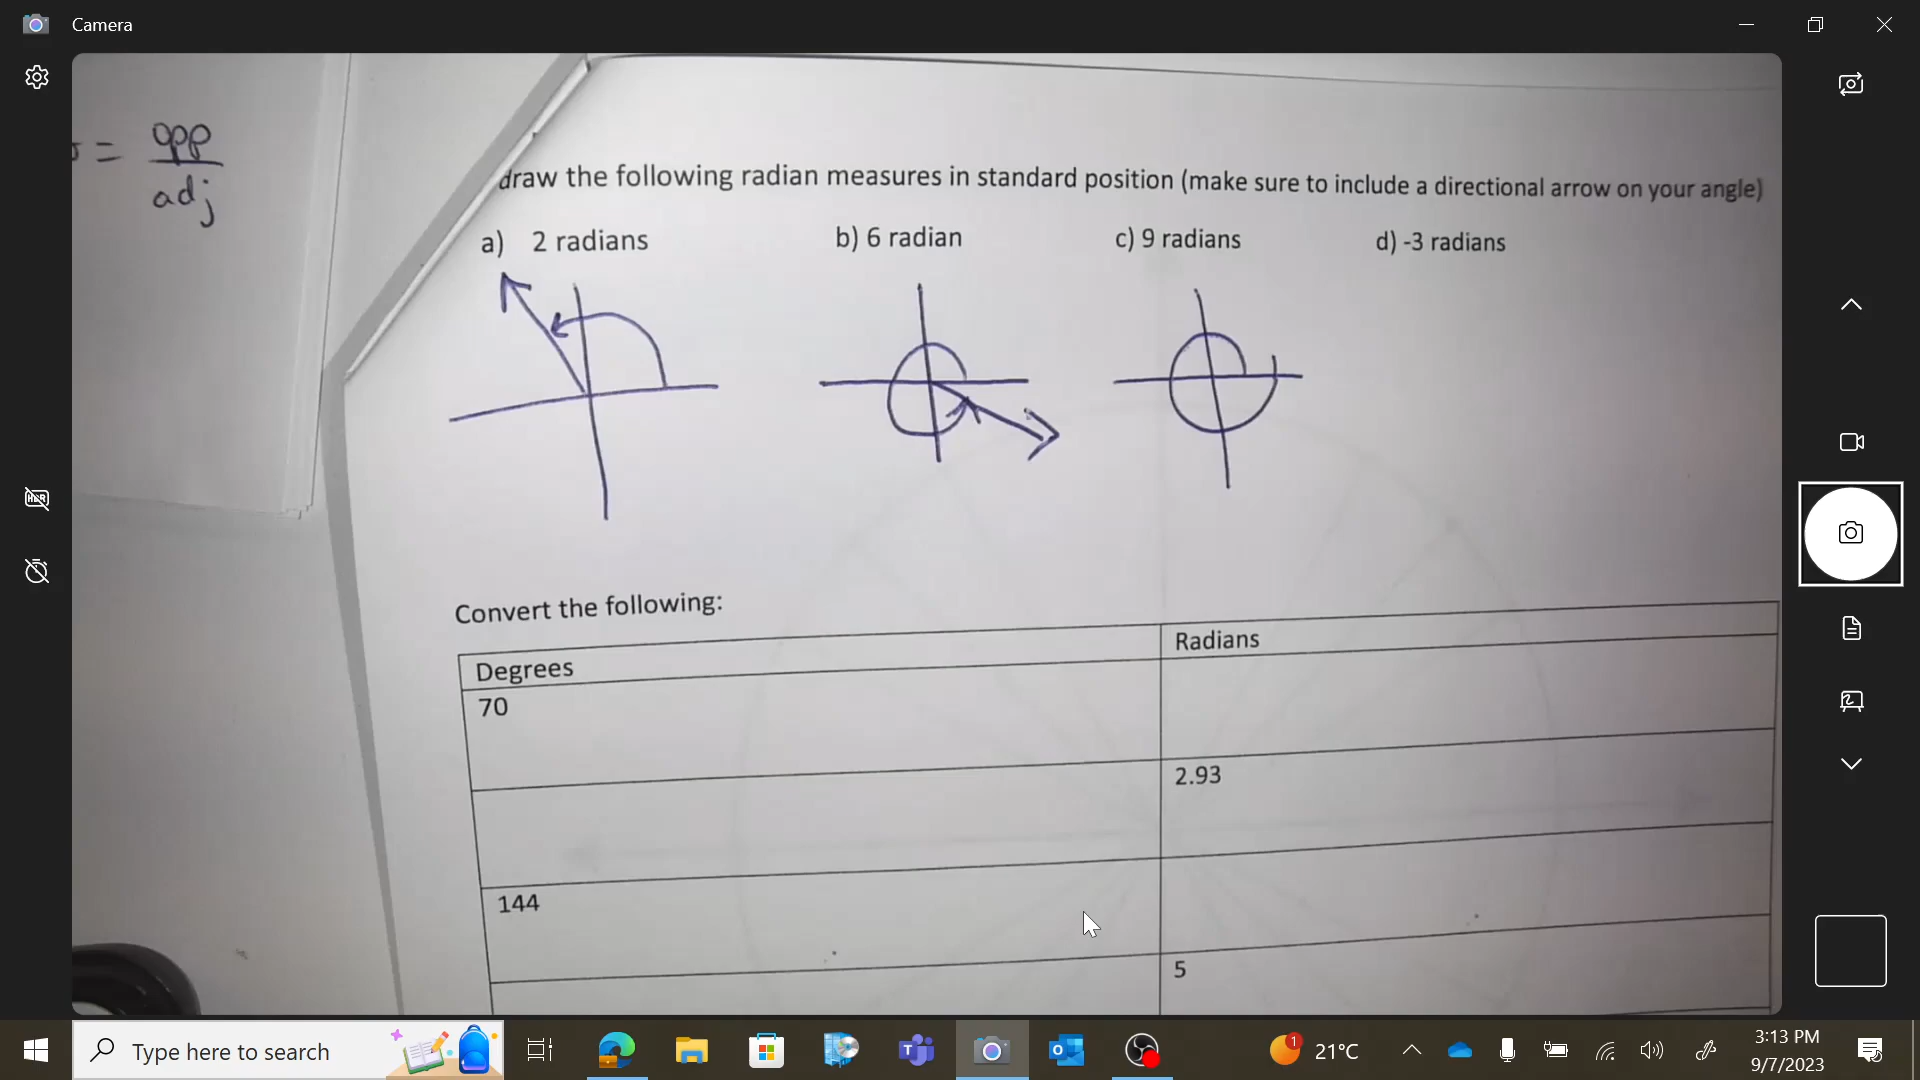 Camera
= opp
adj
draw the following radian measures in standard position (make sure to include a directional arrow on your angle)
a) 2 radians b) 6 radian c) 9 radians d) -3 radians
Convert the following:
Degrees Radians
70
2.93
144
5
Type here to search
1 21°C
3:13 PM
9/7/2023